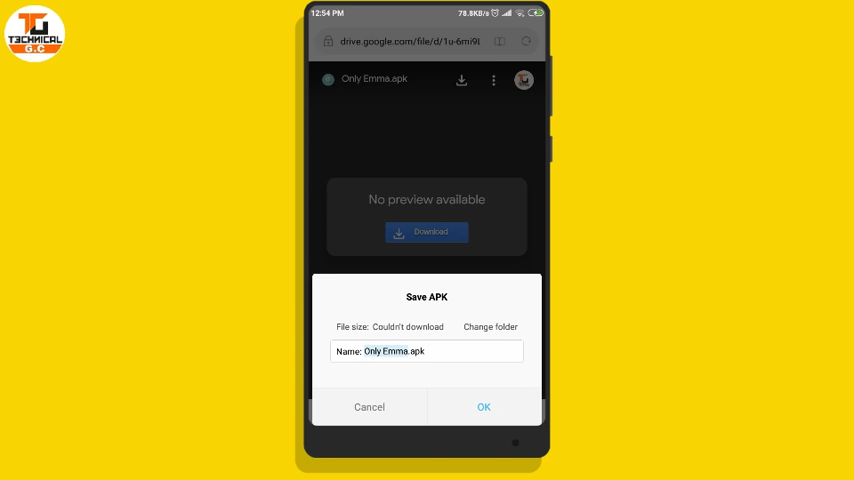 TECHNICAL
G.C
12:54 PM
78.8KB/s
drive.google.com/file/d/1u-6mi9L
Only Emma.apk
No preview available
Download
Save APK
File size: Couldn't download
Change folder
Name: Only Emma.apk
Cancel
OK